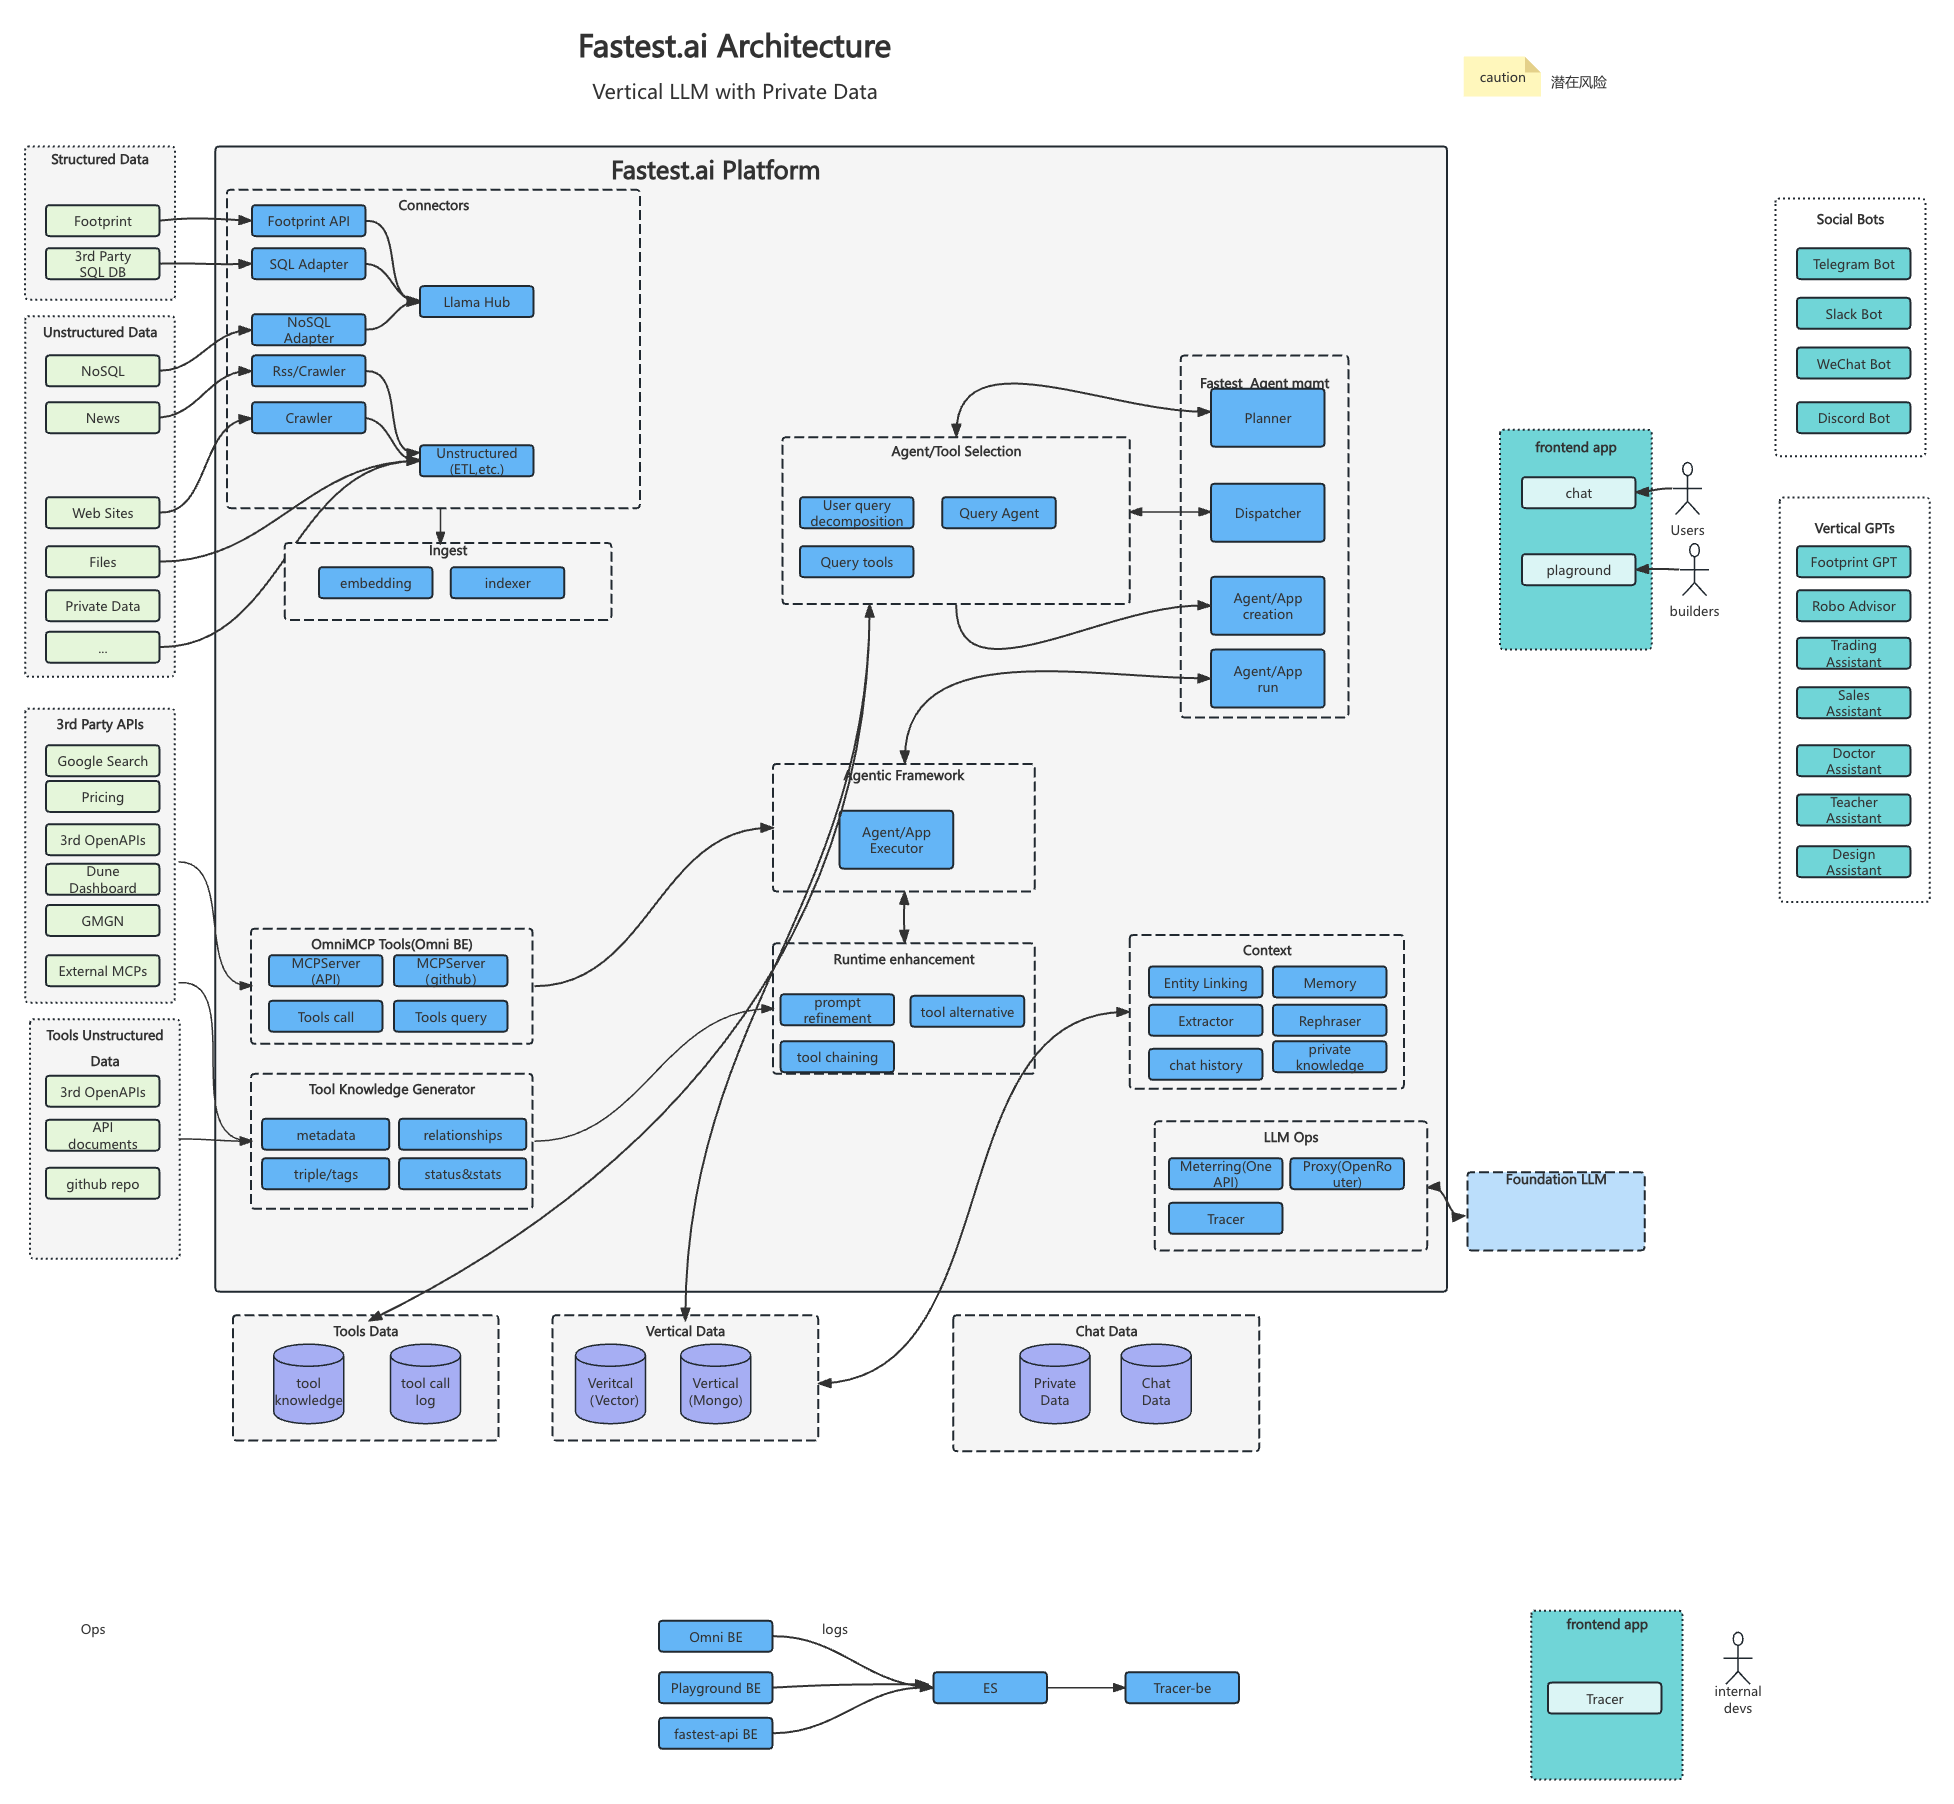 Fastest.ai Architecture
Vertical LLM with Private Data
caution
潜在风险
Structured Data
Footprint
3rd Party
SQL DB
Unstructured Data
NoSQL
News
Web Sites
Files
Private Data
...
3rd Party APIs
Google Search
Pricing
3rd OpenAPIs
Dune
Dashboard
GMGN
External MCPs
Tools Unstructured
Data
3rd OpenAPIs
API
documents
github repo
Fastest.ai Platform
Connectors
Footprint API
SQL Adapter
Llama Hub
NoSQL
Adapter
Rss/Crawler
Crawler
Unstructured
(ETL,etc.)
Ingest
embedding
indexer
Agent/Tool Selection
User query
decomposition
Query Agent
Query tools
Fastest  Agent mgmt
Planner
Dispatcher
Agent/App
creation
Agent/App
run
Agentic Framework
Agent/App
Executor
OmniMCP Tools(Omni BE)
MCPServer
(API)
MCPServer
(github)
Tools call
Tools query
Runtime enhancement
prompt
refinement
tool alternative
tool chaining
Tool Knowledge Generator
metadata
relationships
triple/tags
status&stats
Context
Entity Linking
Memory
Extractor
Rephraser
chat history
private
knowledge
LLM Ops
Meterring(One
API)
Proxy(OpenRo
uter)
Tracer
Foundation LLM
Tools Data
tool
knowledge
tool call
log
Vertical Data
Veritcal
(Vector)
Vertical
(Mongo)
Chat Data
Private
Data
Chat
Data
frontend app
chat
plaground
Users
builders
Social Bots
Telegram Bot
Slack Bot
WeChat Bot
Discord Bot
Vertical GPTs
Footprint GPT
Robo Advisor
Trading
Assistant
Sales
Assistant
Doctor
Assistant
Teacher
Assistant
Design
Assistant
Ops
Omni BE
logs
Playground BE
ES
Tracer-be
fastest-api BE
frontend app
Tracer
internal
devs